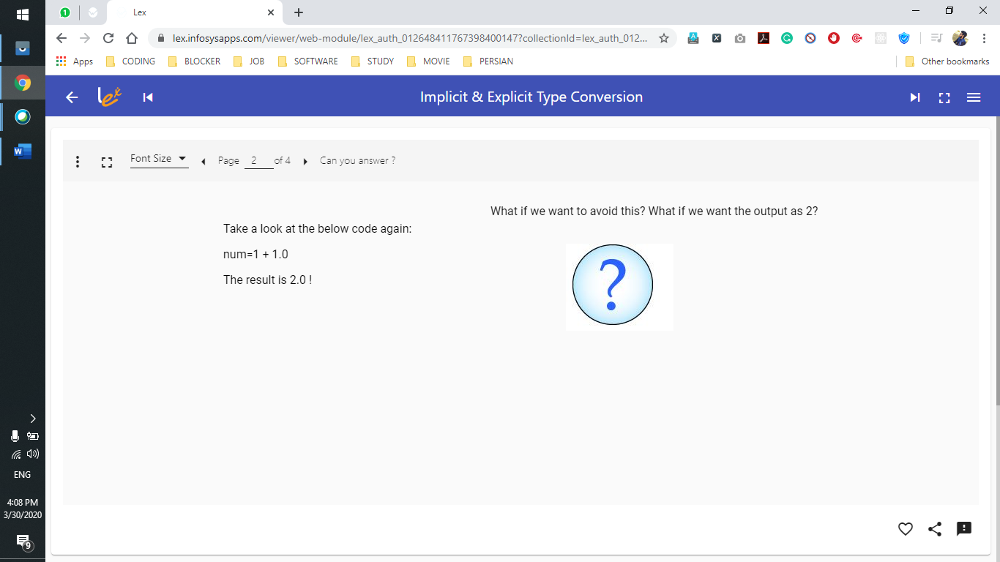 1
Lex
lex.infosysapps.com/viewer/web-module/lex_auth_012648411767398400147?collectionId=lex_auth_012...
Apps CODING BLOCKER JOB SOFTWARE STUDY MOVIE PERSIAN Other bookmarks
lex Implicit & Explicit Type Conversion
Font Size Page 2 of 4 Can you answer ?
What if we want to avoid this? What if we want the output as 2?
Take a look at the below code again:
num=1 + 1.0
The result is 2.0 !
?
ENG
4:08 PM
3/30/2020
9